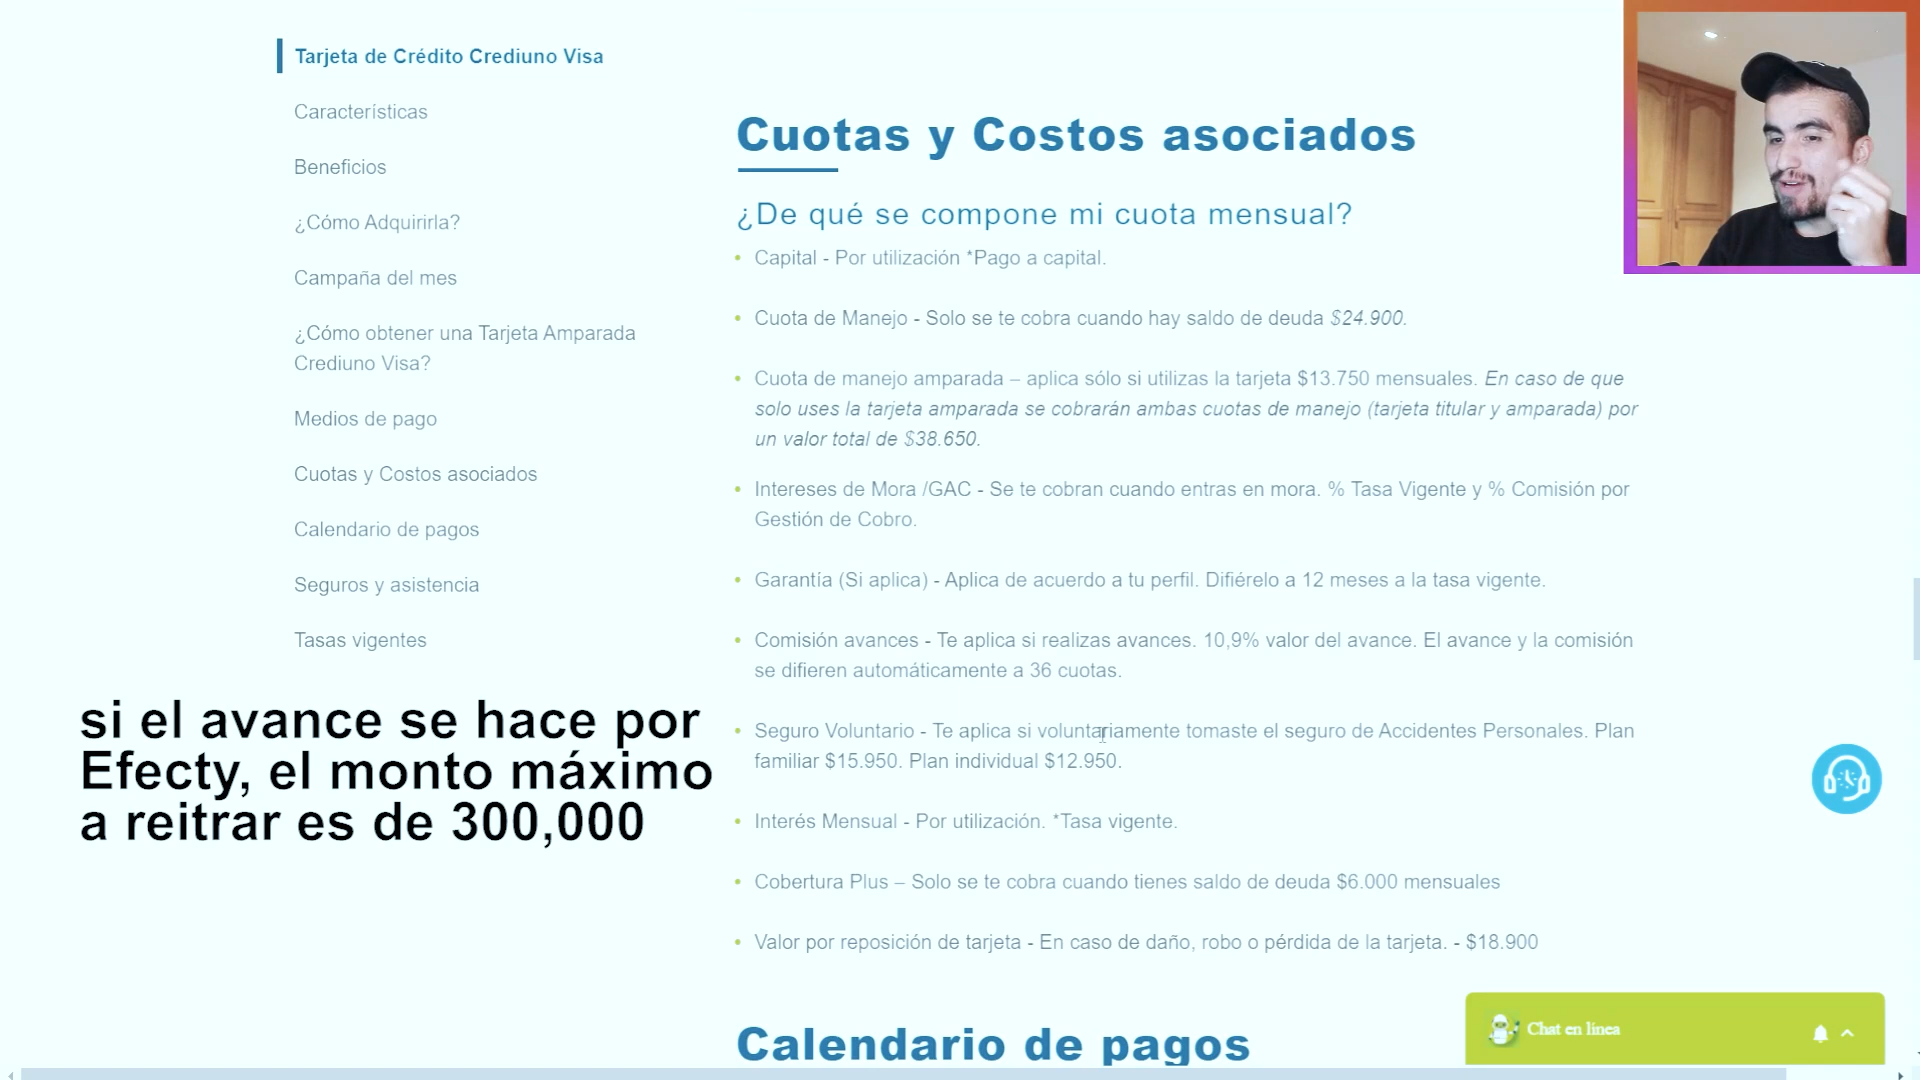 Tarjeta de Crédito Crediuno Visa
Características
Beneficios
¿Cómo Adquirirla?
Campaña del mes
¿Cómo obtener una Tarjeta Amparada
Crediuno Visa?
Medios de pago
Cuotas y Costos asociados
Calendario de pagos
Seguros y asistencia
Tasas vigentes
si el avance se hace por
Efecty, el monto máximo
a reitrar es de 300,000
Cuotas y Costos asociados
¿De qué se compone mi cuota mensual?
• Capital - Por utilización *Pago a capital.
• Cuota de Manejo - Solo se te cobra cuando hay saldo de deuda $24.900.
• Cuota de manejo amparada – aplica sólo si utilizas la tarjeta $13.750 mensuales. En caso de que
solo uses la tarjeta amparada se cobrarán ambas cuotas de manejo (tarjeta titular y amparada) por
un valor total de $38.650.
• Intereses de Mora /GAC - Se te cobran cuando entras en mora. % Tasa Vigente y % Comisión por
Gestión de Cobro.
• Garantía (Si aplica) - Aplica de acuerdo a tu perfil. Difiérelo a 12 meses a la tasa vigente.
• Comisión avances - Te aplica si realizas avances. 10,9% valor del avance. El avance y la comisión
se difieren automáticamente a 36 cuotas.
• Seguro Voluntario - Te aplica si voluntariamente tomaste el seguro de Accidentes Personales. Plan
familiar $15.950. Plan individual $12.950.
• Interés Mensual - Por utilización. *Tasa vigente.
• Cobertura Plus – Solo se te cobra cuando tienes saldo de deuda $6.000 mensuales
• Valor por reposición de tarjeta - En caso de daño, robo o pérdida de la tarjeta. - $18.900
Calendario de pagos
Chat en línea